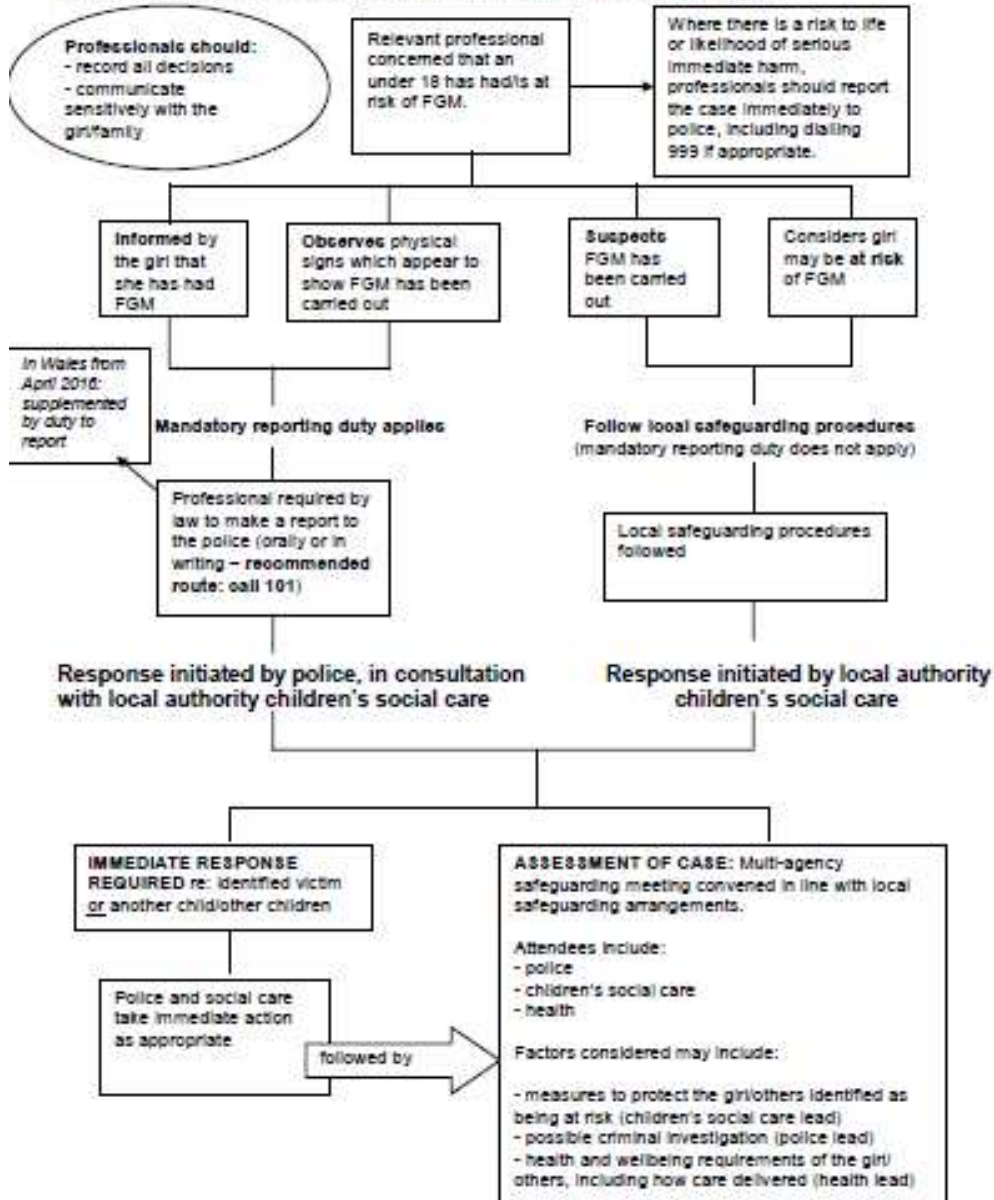 Professionals should:
- record all decisions
- communicate
sensitively with the
girl/family
Relevant professional
concerned that an
under 18 has had/is at
risk of FGM.
Where there is a risk to life
or likelihood of serious
immediate harm,
professionals should report
the case immediately to
police, including dialling
999 if appropriate.
Informed by
the girl that
she has had
FGM
Observes physical
signs which appear to
show FGM has been
carried out
Suspects
FGM has
been carried
out
Considers girl
may be at risk
of FGM
In Wales from
April 2016:
supplemented
by duty to
report
Mandatory reporting duty applies
Follow local safeguarding procedures
(mandatory reporting duty does not apply)
Professional required by
law to make a report to
the police (orally or in
writing – recommended
route: call 101)
Local safeguarding procedures
followed
Response initiated by police, in consultation
with local authority children's social care
Response initiated by local authority
children's social care
IMMEDIATE RESPONSE
REQUIRED re: identified victim
or another child/other children
Police and social care
take immediate action
as appropriate
followed by
ASSESSMENT OF CASE: Multi-agency
safeguarding meeting convened in line with local
safeguarding arrangements.
Attendees include:
- police
- children's social care
- health
Factors considered may include:
- measures to protect the girl/others identified as
being at risk (children's social care lead)
- possible criminal investigation (police lead)
- health and wellbeing requirements of the girl/
others, including how care delivered (health lead)